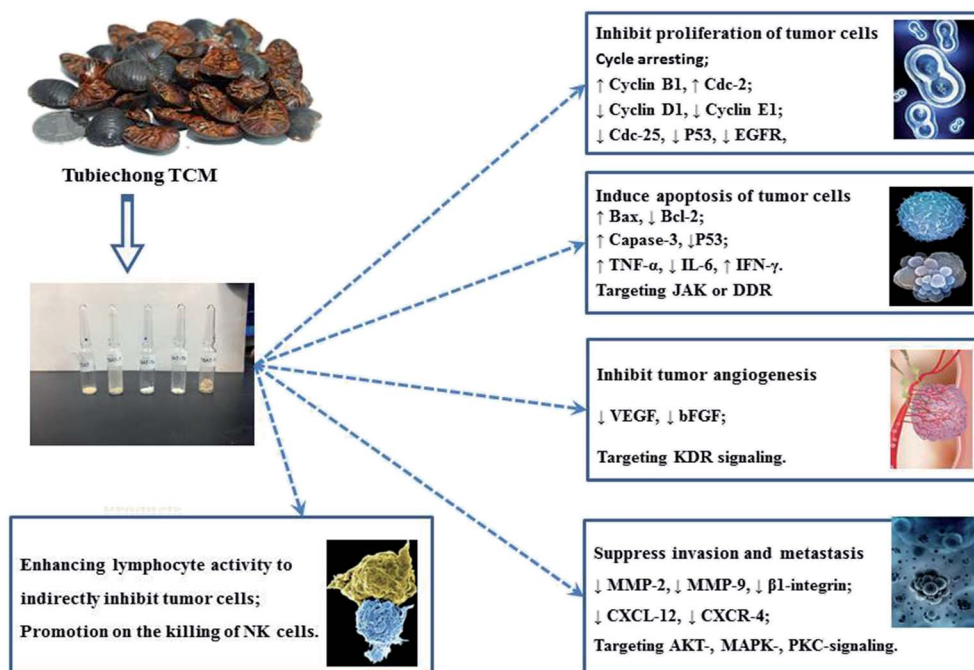 Tubiechong TCM
Inhibit proliferation of tumor cells
Cycle arresting;
↑ Cyclin B1, ↑ Cdc-2;
↓ Cyclin D1, ↓ Cyclin E1;
↓ Cdc-25, ↓ P53, ↓ EGFR,
Induce apoptosis of tumor cells
↑ Bax, ↓ Bcl-2;
↑ Capase-3, ↓P53;
↑ TNF-α, ↓ IL-6, ↑ IFN-γ.
Targeting JAK or DDR
Inhibit tumor angiogenesis
↓ VEGF, ↓ bFGF;
Targeting KDR signaling.
Suppress invasion and metastasis
↓ MMP-2, ↓ MMP-9, ↓ β1-integrin;
↓ CXCL-12, ↓ CXCR-4;
Targeting AKT-, MAPK-, PKC-signaling.
Enhancing lymphocyte activity to
indirectly inhibit tumor cells;
Promotion on the killing of NK cells.